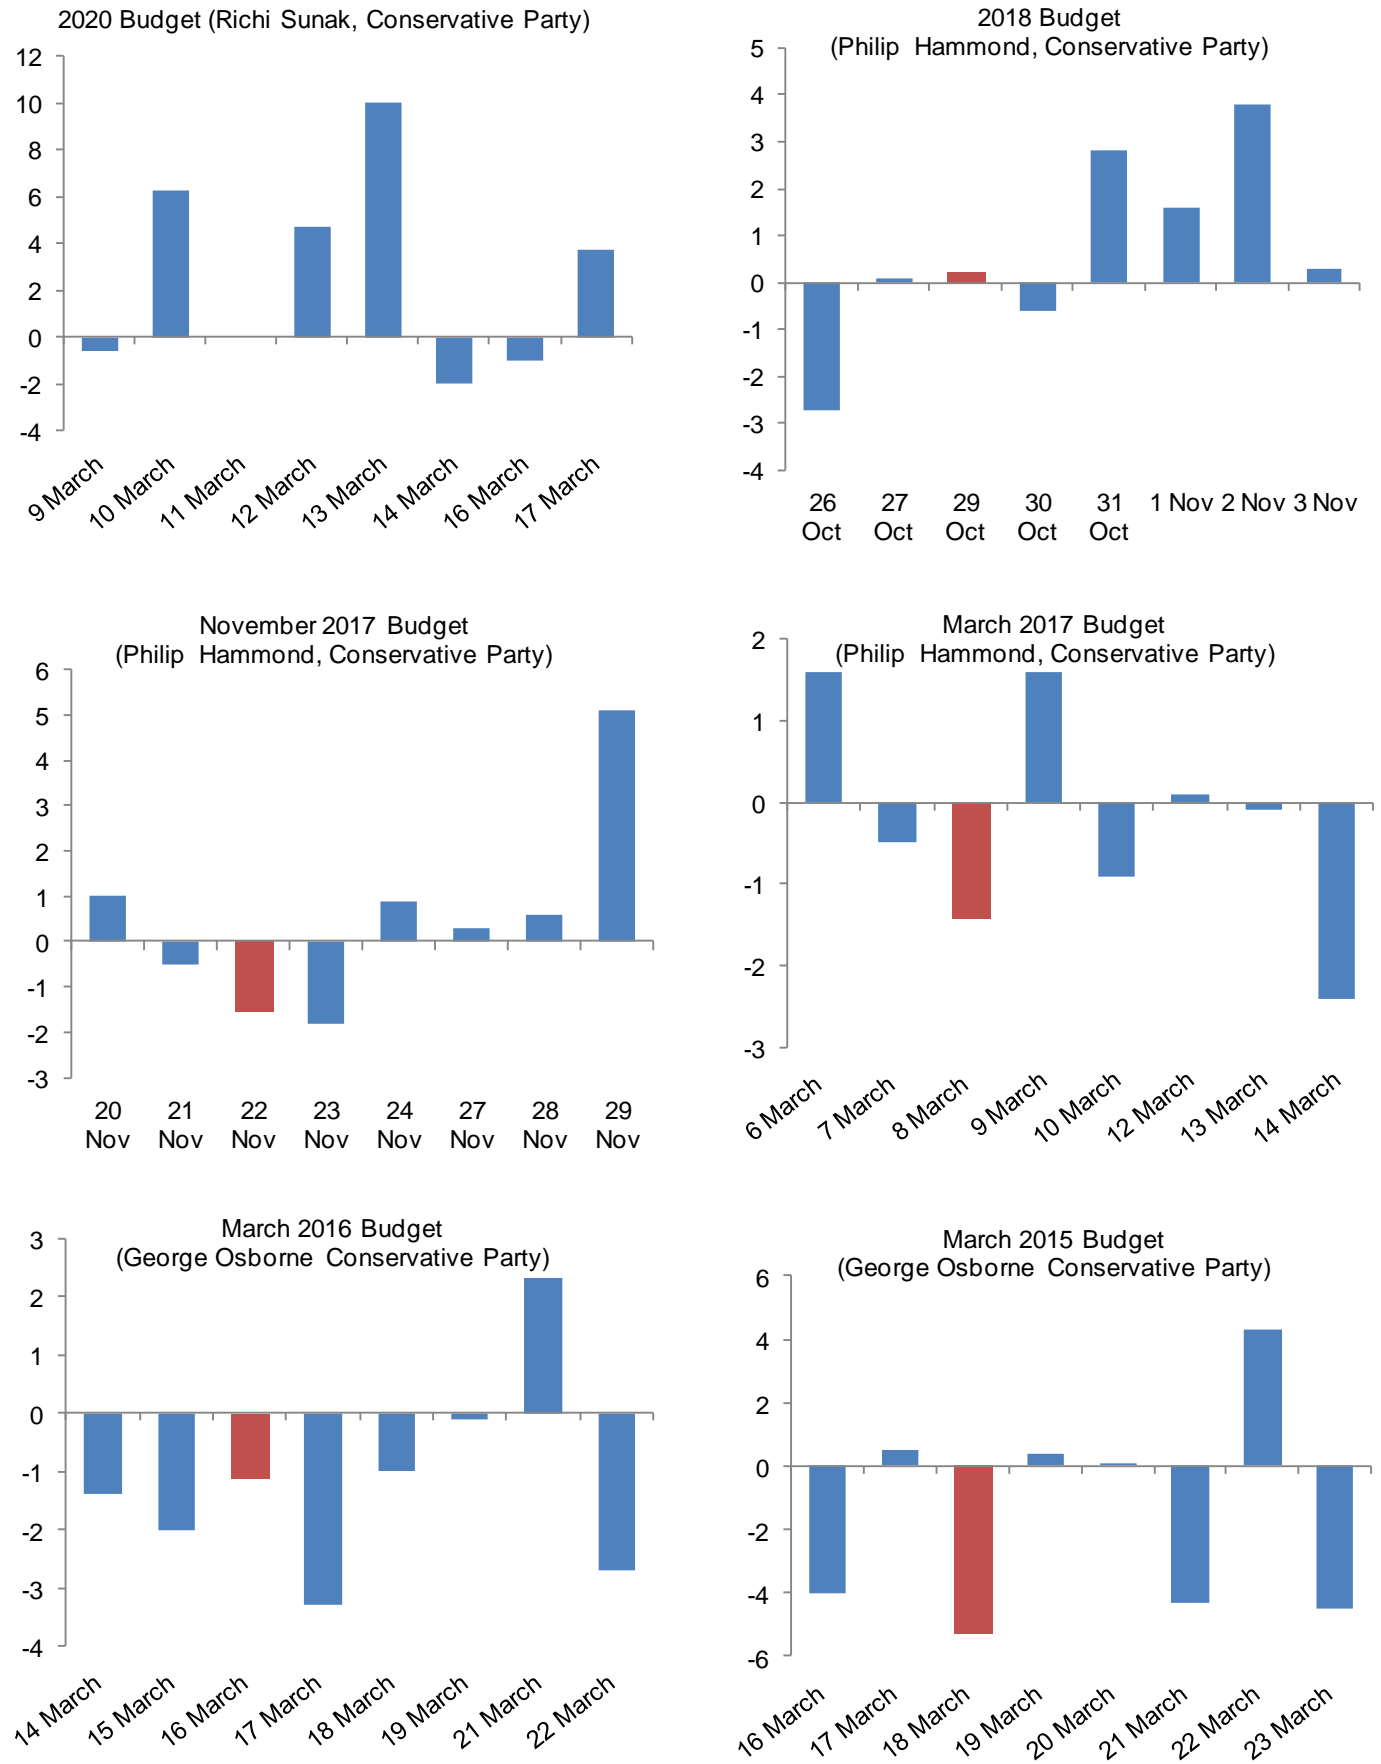 2020 Budget (Richi Sunak, Conservative Party)
12
10
8
6
4
2
0
-2
-4
9 March
10 March
11 March
12 March
13 March
14 March
16 March
17 March
2018 Budget
(Philip Hammond, Conservative Party)
5
4
3
2
1
0
-1
-2
-3
-4
26 Oct
27 Oct
29 Oct
30 Oct
31 Oct
1 Nov
2 Nov
3 Nov
November 2017 Budget
(Philip Hammond, Conservative Party)
6
5
4
3
2
1
0
-1
-2
-3
20 Nov
21 Nov
22 Nov
23 Nov
24 Nov
27 Nov
28 Nov
29 Nov
March 2017 Budget
(Philip Hammond, Conservative Party)
2
1
0
-1
-2
-3
6 March
7 March
8 March
9 March
10 March
12 March
13 March
14 March
March 2016 Budget
(George Osborne Conservative Party)
3
2
1
0
-1
-2
-3
-4
14 March
15 March
16 March
17 March
18 March
19 March
21 March
22 March
March 2015 Budget
(George Osborne Conservative Party)
6
4
2
0
-2
-4
-6
16 March
17 March
18 March
19 March
20 March
21 March
22 March
23 March